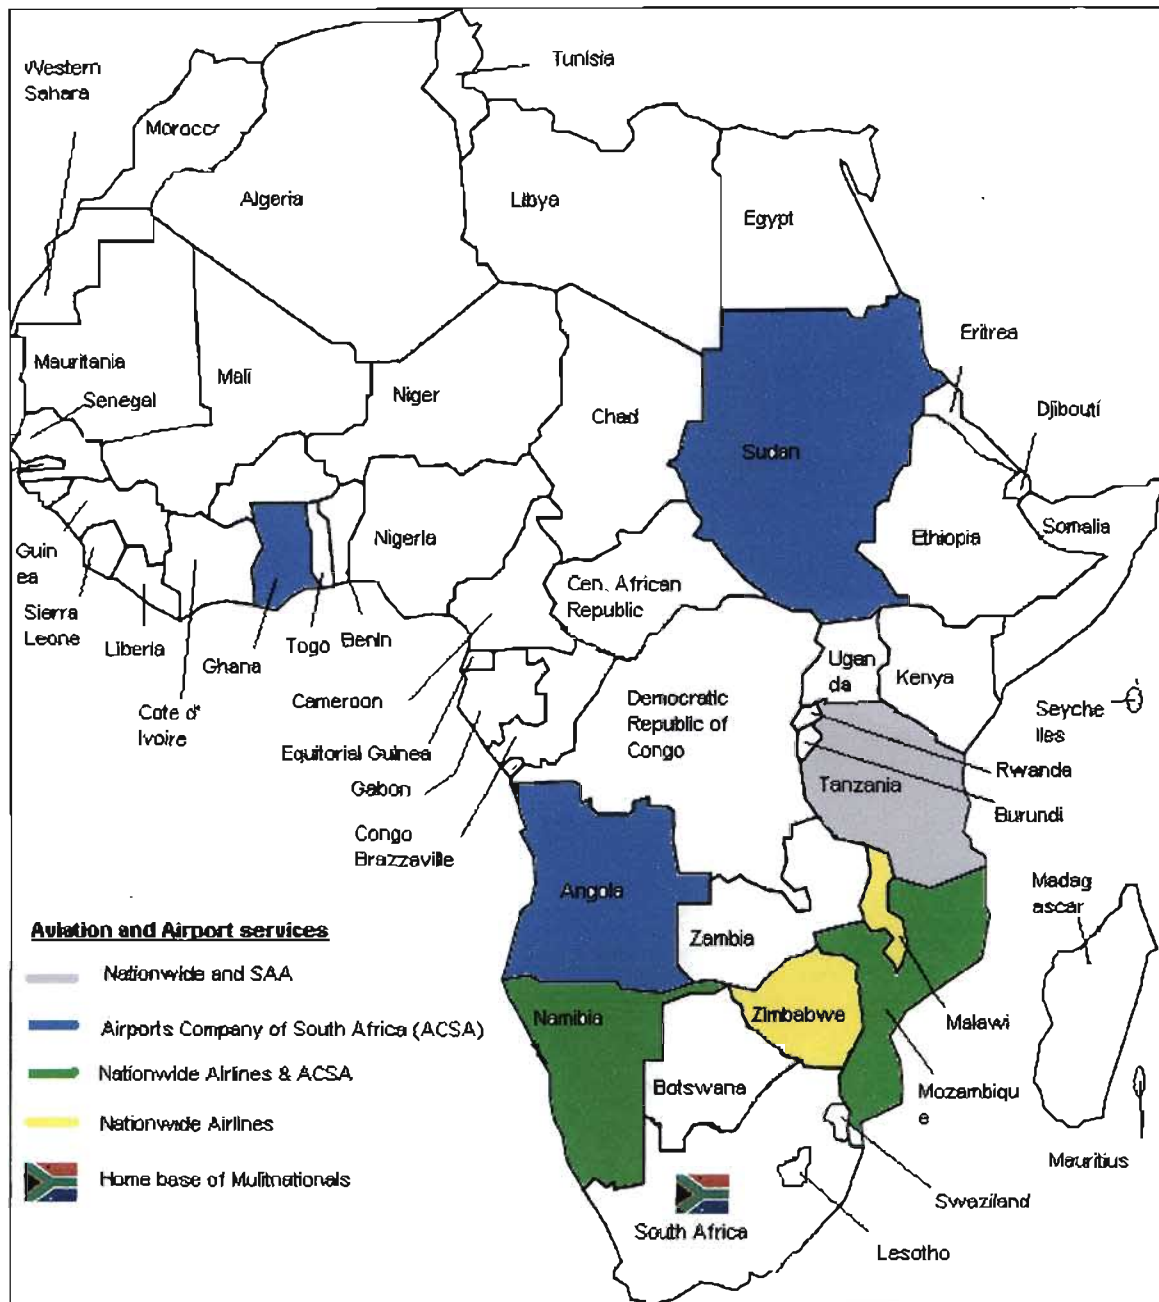 Western
Sahara
Tunisia
Morocc
Algeria
Libya
Egypt
Mauritania
Mali
Niger
Chad
Sudan
Eritrea
Djibouti
Senegal
Nigeria
Ethiopia
Somalia
Guin
ea
Cen. African
Republic
Sierra
Leone
Liberia
Ghana
Togo
Benin
Cote d'
Ivoire
Cameroon
Equitorial Guinea
Gabon
Congo
Brazzaville
Democratic
Republic of
Congo
Ugan
da
Kenya
Seyche
lles
Rwanda
Tanzania
Burundi
Angola
Zambia
Madag
ascar
Aviation and Airport services
Nationwide and SAA
Airports Company of South Africa (ACSA)
Nationwide Airlines & ACSA
Nationwide Airlines
Home base of Mulitnationals
Namibia
Zimbabwe
Malawi
Botswana
Mozambiqu
e
Mauritius
South Africa
Swaziland
Lesotho